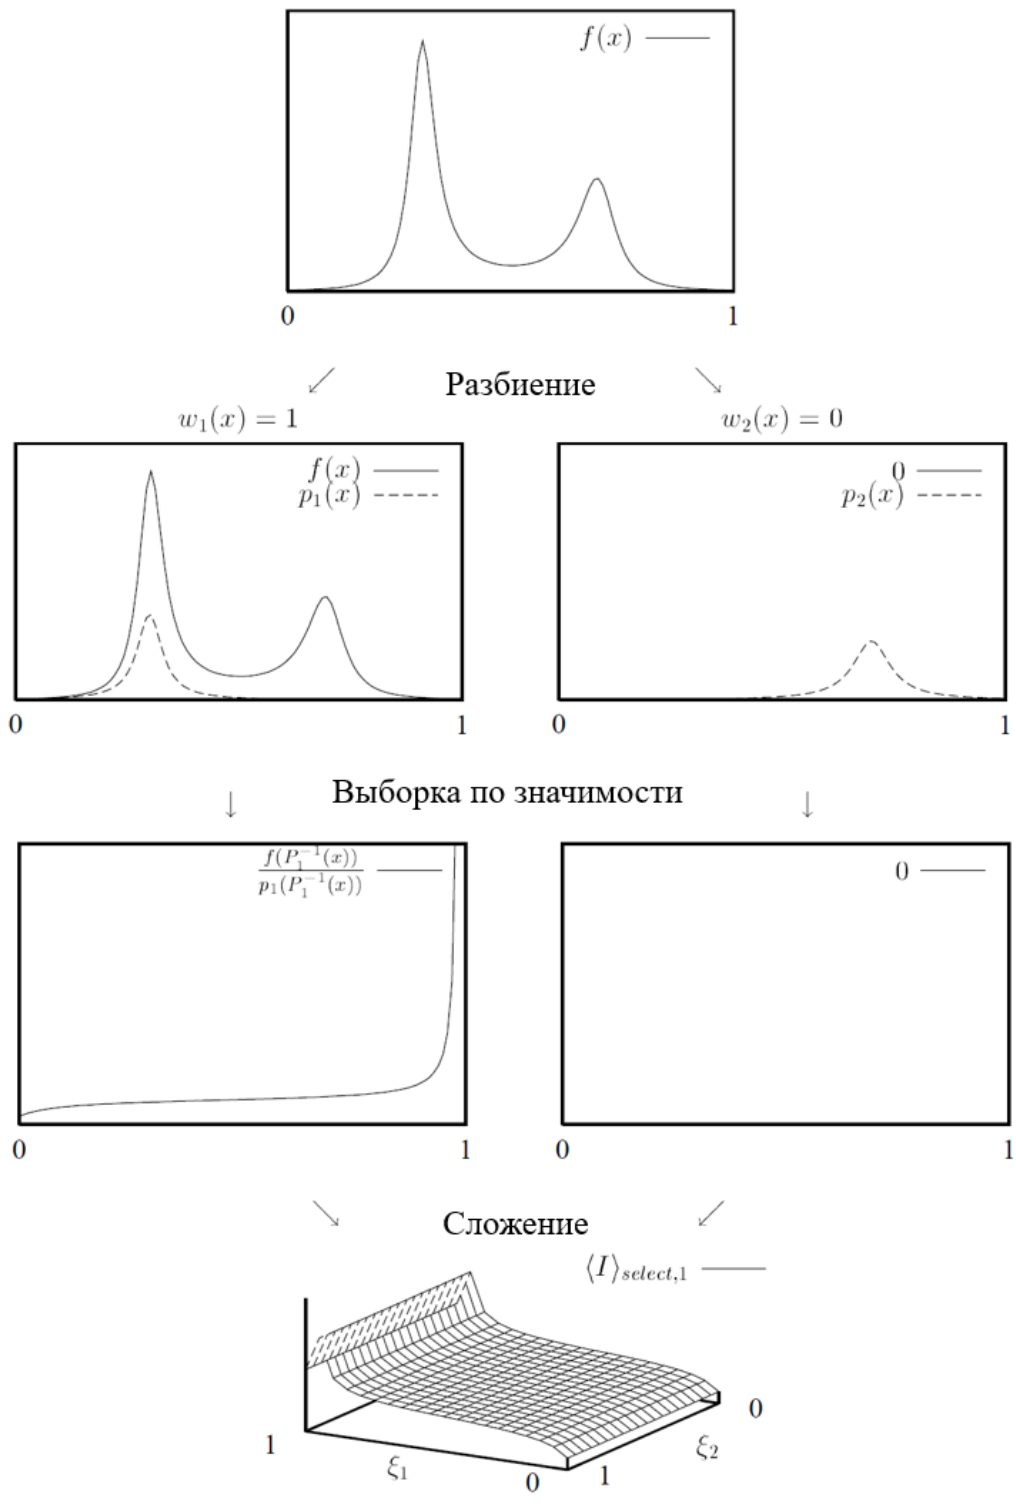 f(x)
0 1
Разбиение
w₁(x) = 1 w₂(x) = 0
f(x) 0
p₁(x) p₂(x)
0 1 0 1
Выборка по значимости
f(P₁⁻¹(x)) / p₁(P₁⁻¹(x)) 0
0 1 0 1
Сложение
⟨I⟩select,1
0
1 ξ₁ ξ₂
0 1